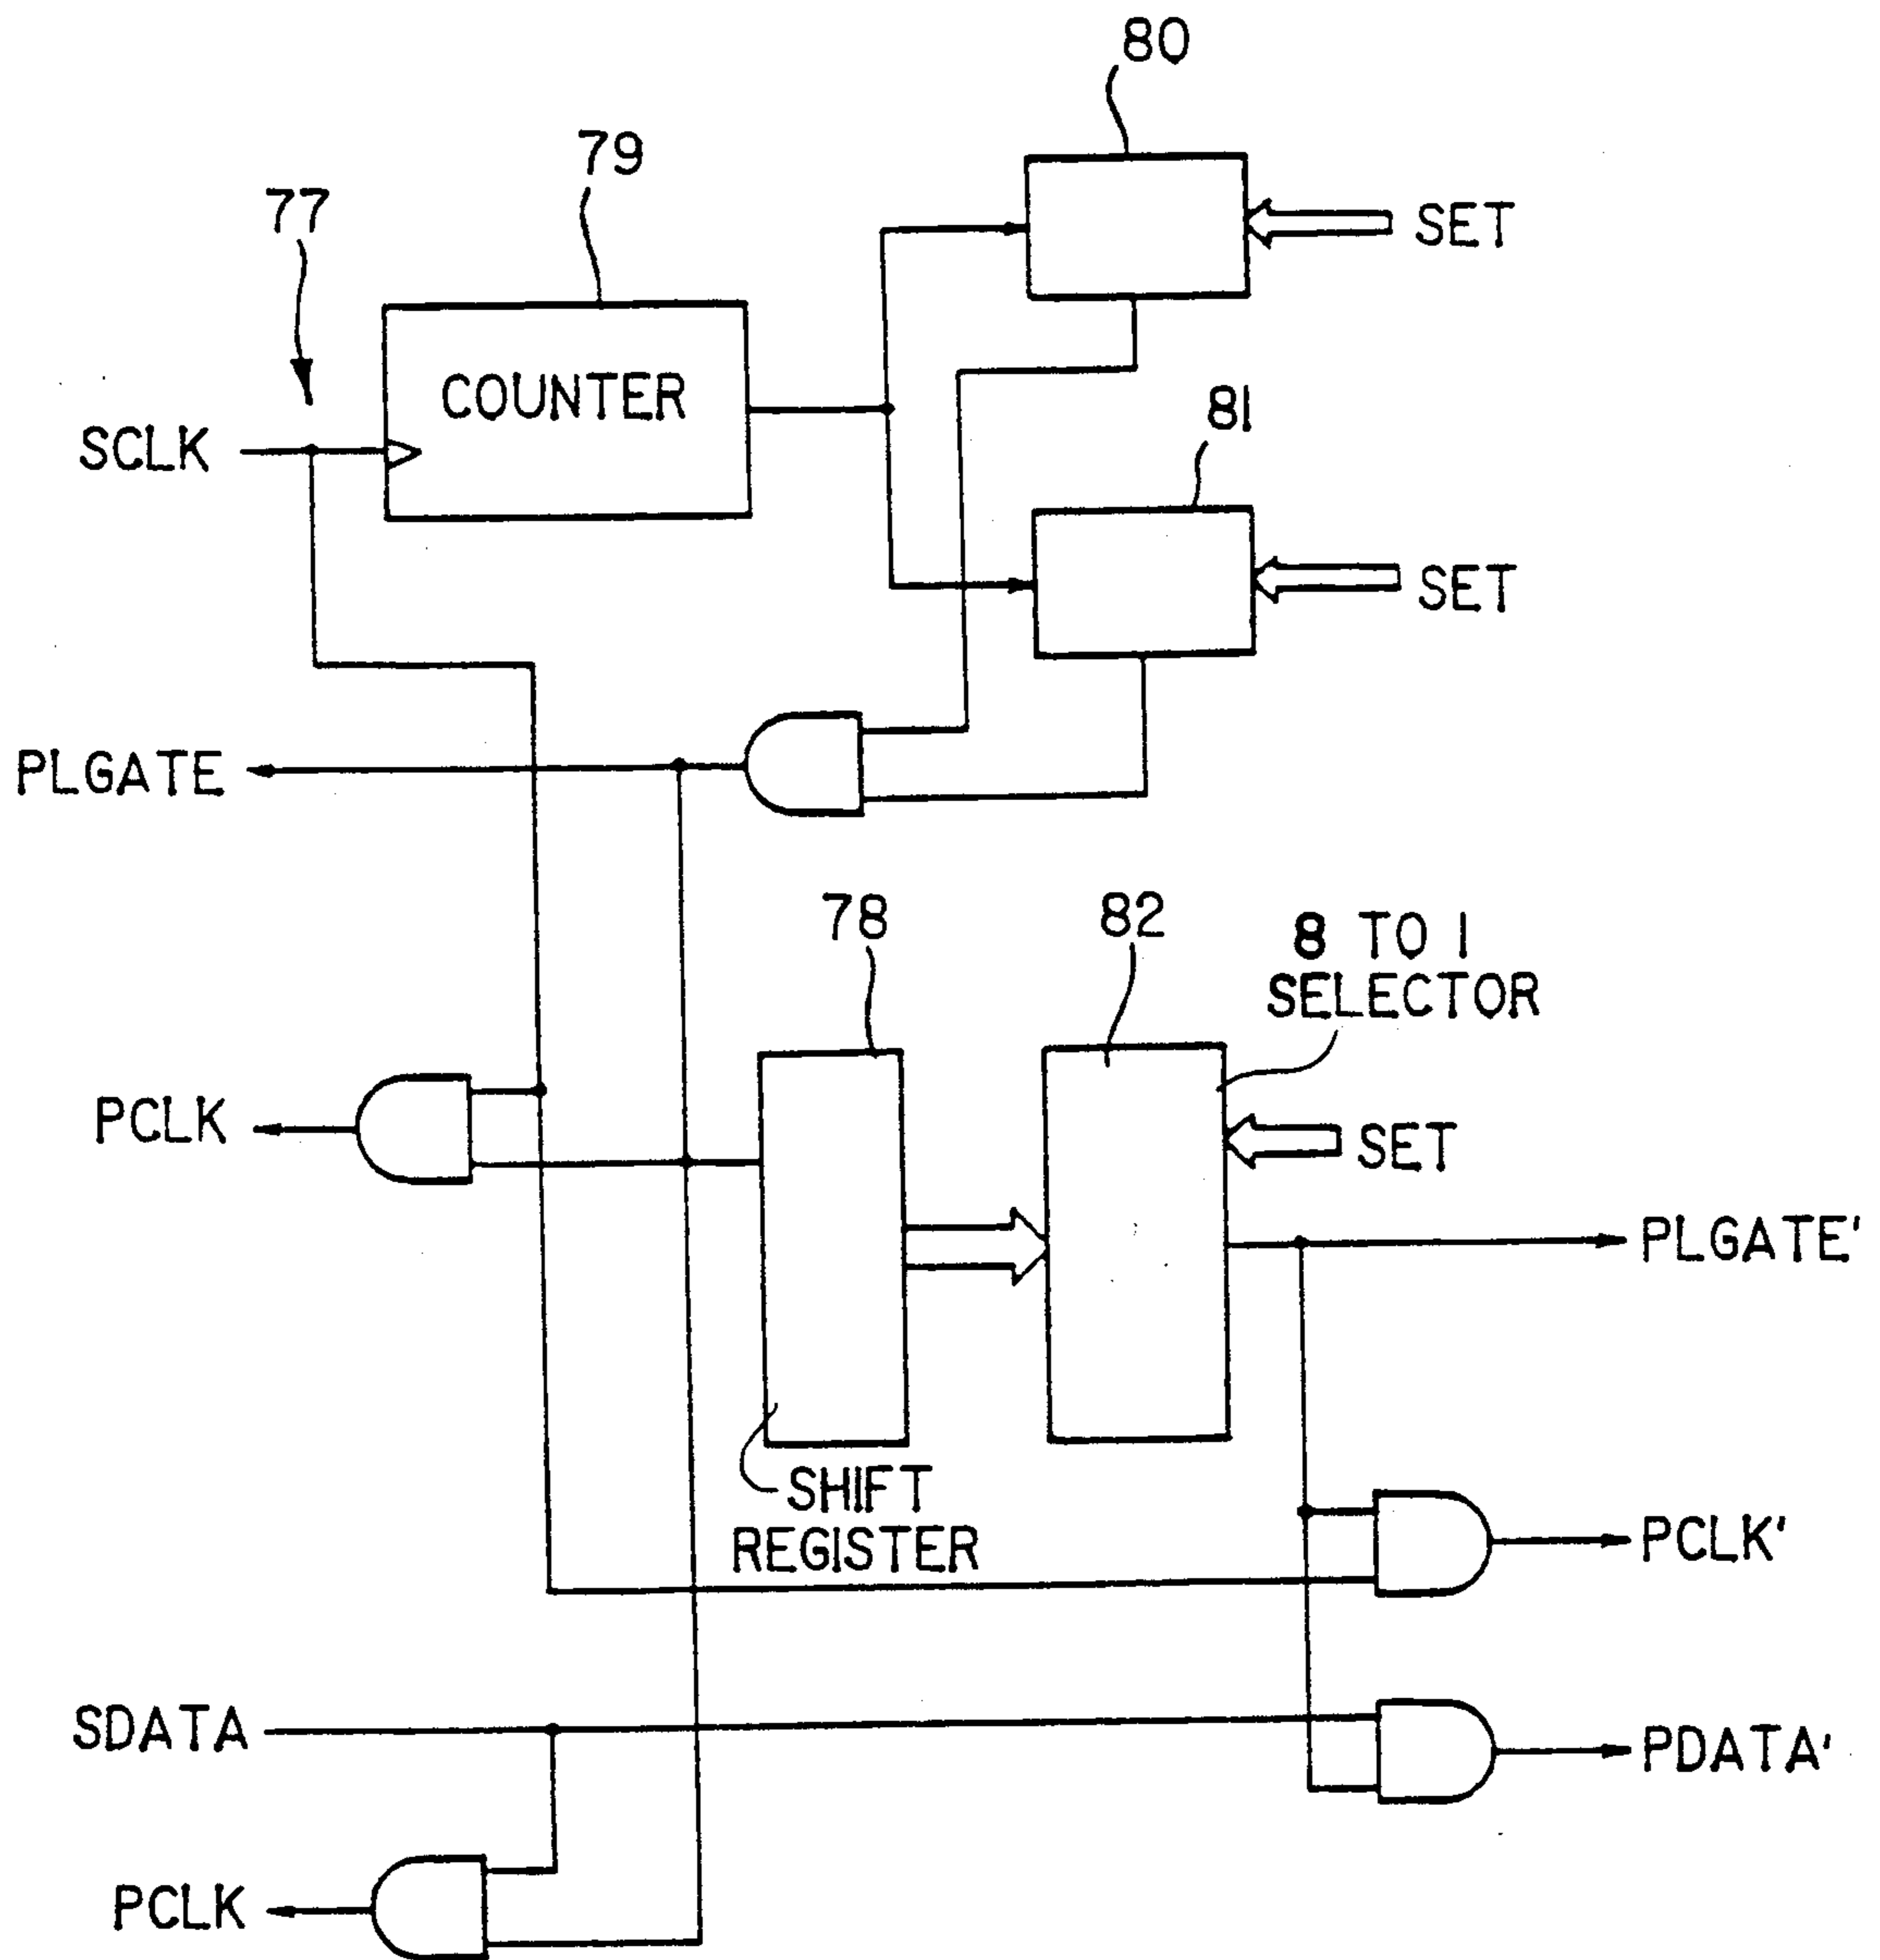 80
79
77
SET
COUNTER
81
SCLK
SET
PLGATE
78
82
8 TO 1
SELECTOR
PCLK
SET
PLGATE'
SHIFT
REGISTER
PCLK'
SDATA
PDATA'
PCLK